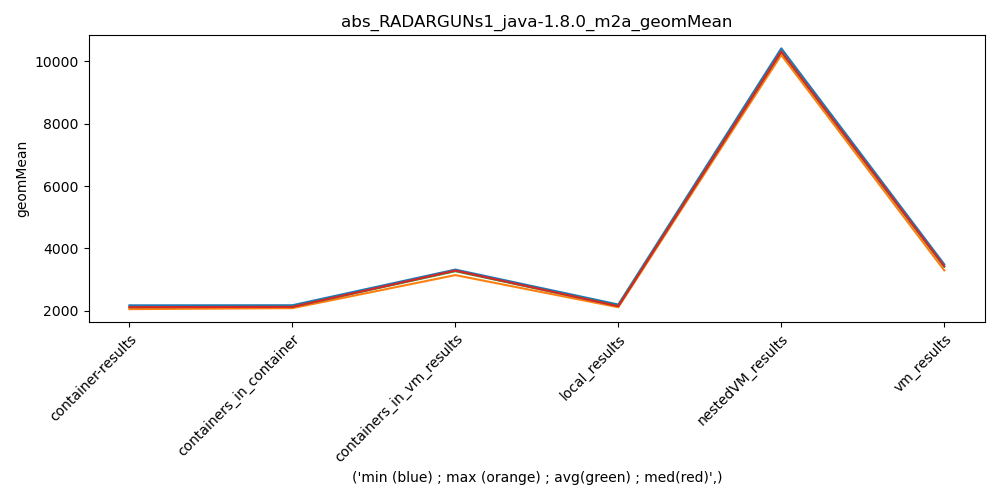 abs_RADARGUNs1_java-1.8.0_m2a_geomMean
geomMean
10000
8000
6000
4000
2000
container-results
containers_in_container
containers_in_vm_results
local_results
nestedVM_results
vm_results
('min (blue) ; max (orange) ; avg(green) ; med(red)',)